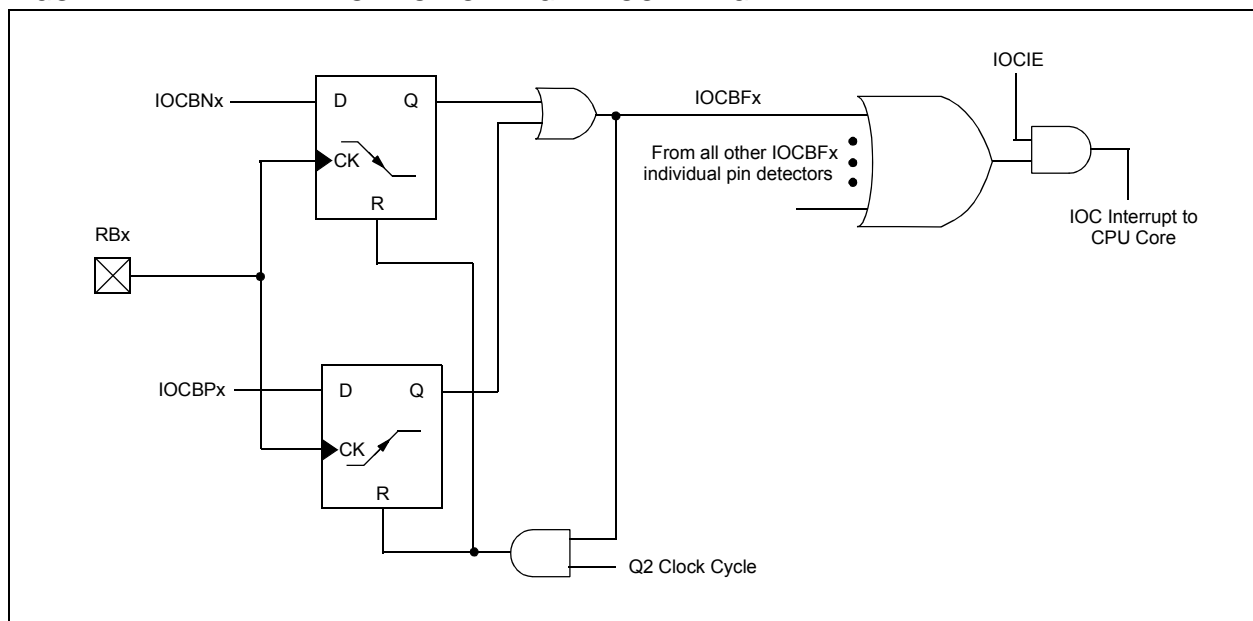 IOCIE
IOCBNx
D
Q
IOCBFx
CK
From all other IOCBFx
individual pin detectors
R
IOC Interrupt to
CPU Core
RBx
IOCBPx
D
Q
CK
R
Q2 Clock Cycle